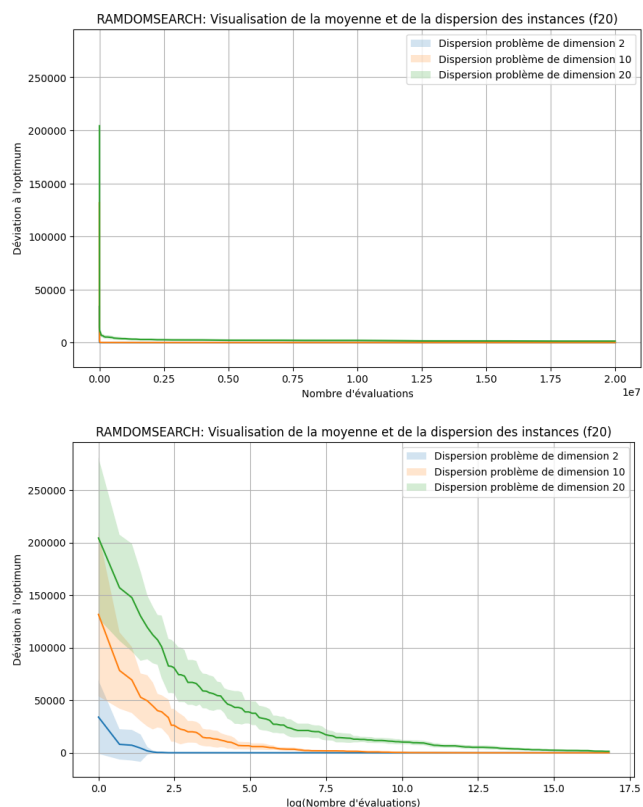 RAMDOMSEARCH: Visualisation de la moyenne et de la dispersion des instances (f20)
Dispersion problème de dimension 2
Dispersion problème de dimension 10
Dispersion problème de dimension 20
250000
200000
150000
100000
50000
0
Déviation à l'optimum
0.00 0.25 0.50 0.75 1.00 1.25 1.50 1.75 2.00
1e7
Nombre d'évaluations
RAMDOMSEARCH: Visualisation de la moyenne et de la dispersion des instances (f20)
Dispersion problème de dimension 2
Dispersion problème de dimension 10
Dispersion problème de dimension 20
250000
200000
150000
100000
50000
0
Déviation à l'optimum
0.0 2.5 5.0 7.5 10.0 12.5 15.0 17.5
log(Nombre d'évaluations)